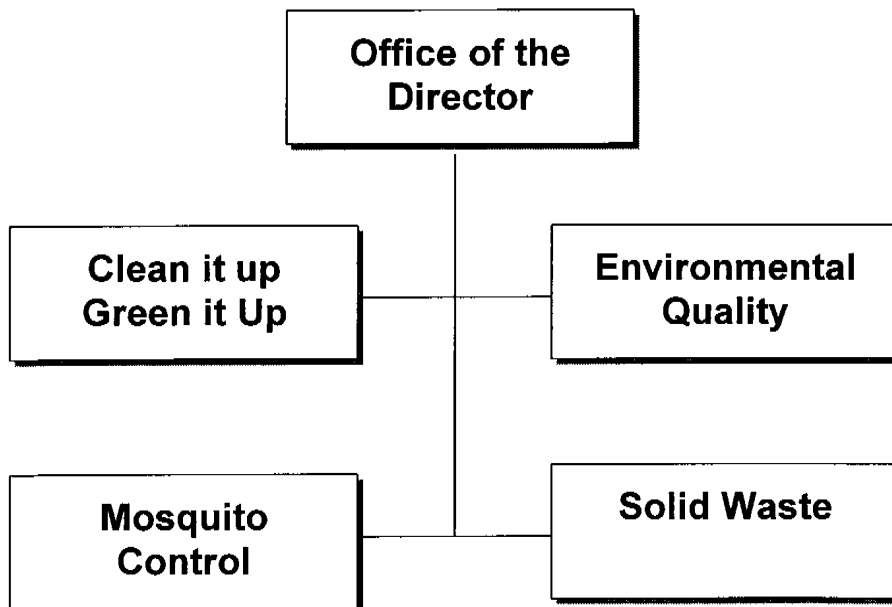 Office of the
Director
Clean it up
Green it Up
Environmental
Quality
Mosquito
Control
Solid Waste